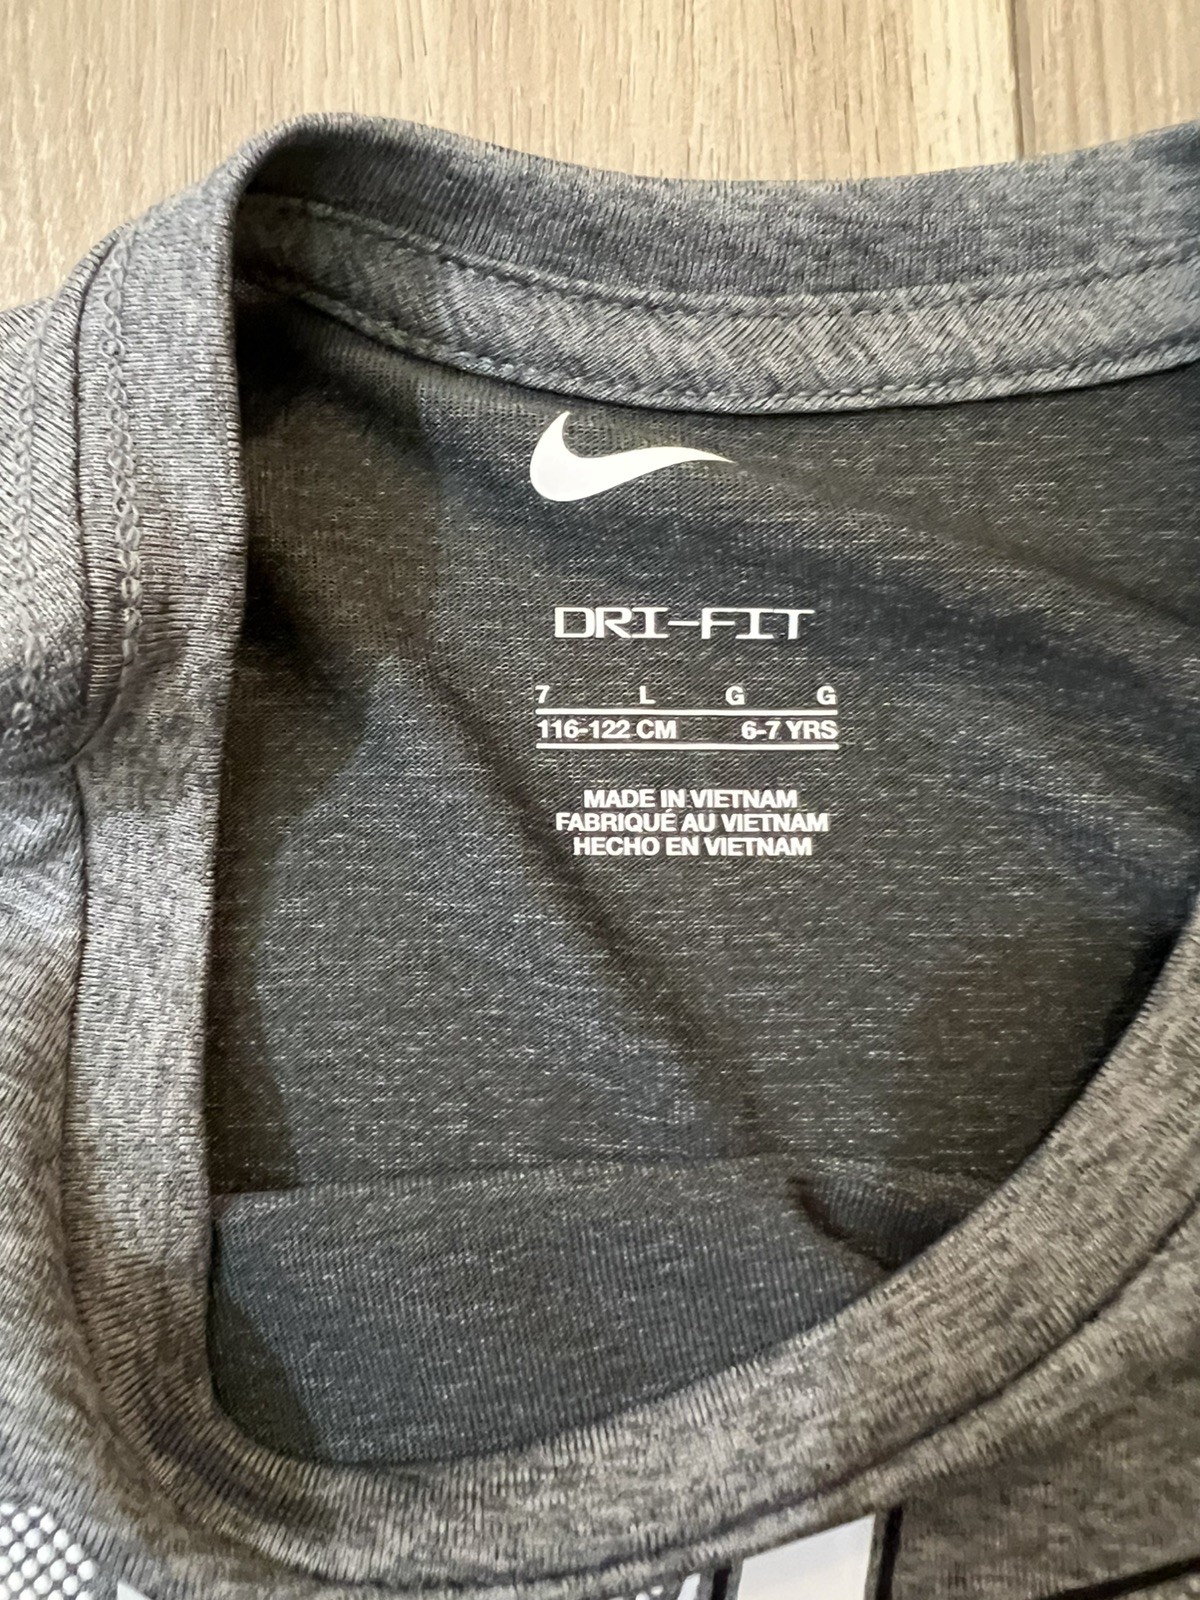 DRI-FIT
7 L G G
116-122 CM 6-7 YRS
MADE IN VIETNAM
FABRIQUÉ AU VIETNAM
HECHO EN VIETNAM